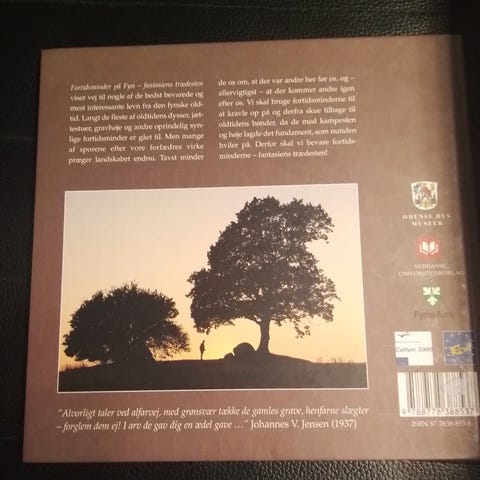 Fortidsminder på Fyn – fantasiens trædesten
viser vej til nogle af de bedst bevarede og
mest interessante levn fra den fynske old-
tid. Langt de fleste af oldtidens dysser, jæt-
testuer, gravhøje og andre oprindelig syn-
lige fortidsminder er gået til. Men mange
af sporene efter vore forfædres virke
præger landskabet endnu. Tavst minder
de os om, at der var andre her før os, og –
allervigtigst – at der kommer andre igen
efter os. Vi skal bruge fortidsminderne til
at kravle op på og derfra skue tilbage til
oldtidens bønder, da de med kampesten
og høje lagde det fundament, som nutiden
hviler på. Derfor skal vi bevare fortids-
minderne – fantasiens trædesten!
ODENSE BYS
MUSEER
SYDDANSK
UNIVERSITETSFORLAG
Fyns Amt
Culture 2000
"Alvorligt taler ved alfarvej, med grønsvær tække de gamles grave, henfarne slægter
– forglem dem ej! I arv de gav dig en ædel gave ..." Johannes V. Jensen (1937)
9 788778 388537
ISBN 87-7838-853-8